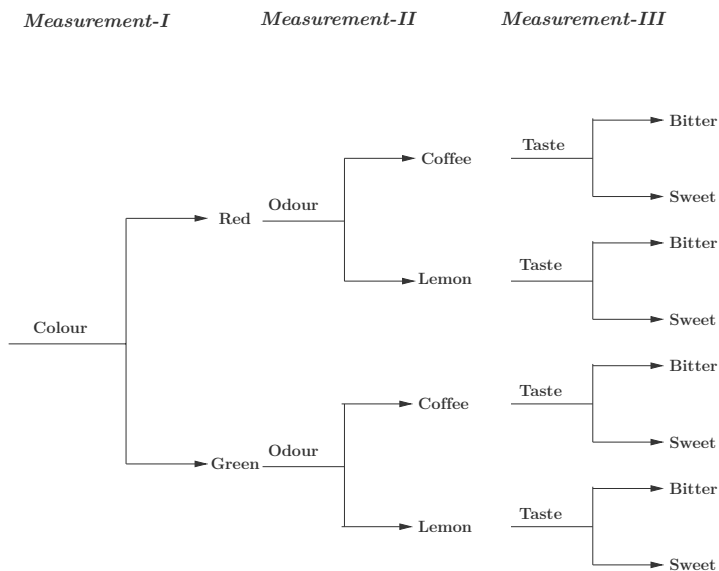 Measurement-I
Measurement-II
Measurement-III
Bitter
Taste
Coffee
Sweet
Odour
Red
Bitter
Taste
Lemon
Sweet
Colour
Bitter
Taste
Coffee
Sweet
Odour
Green
Bitter
Taste
Lemon
Sweet